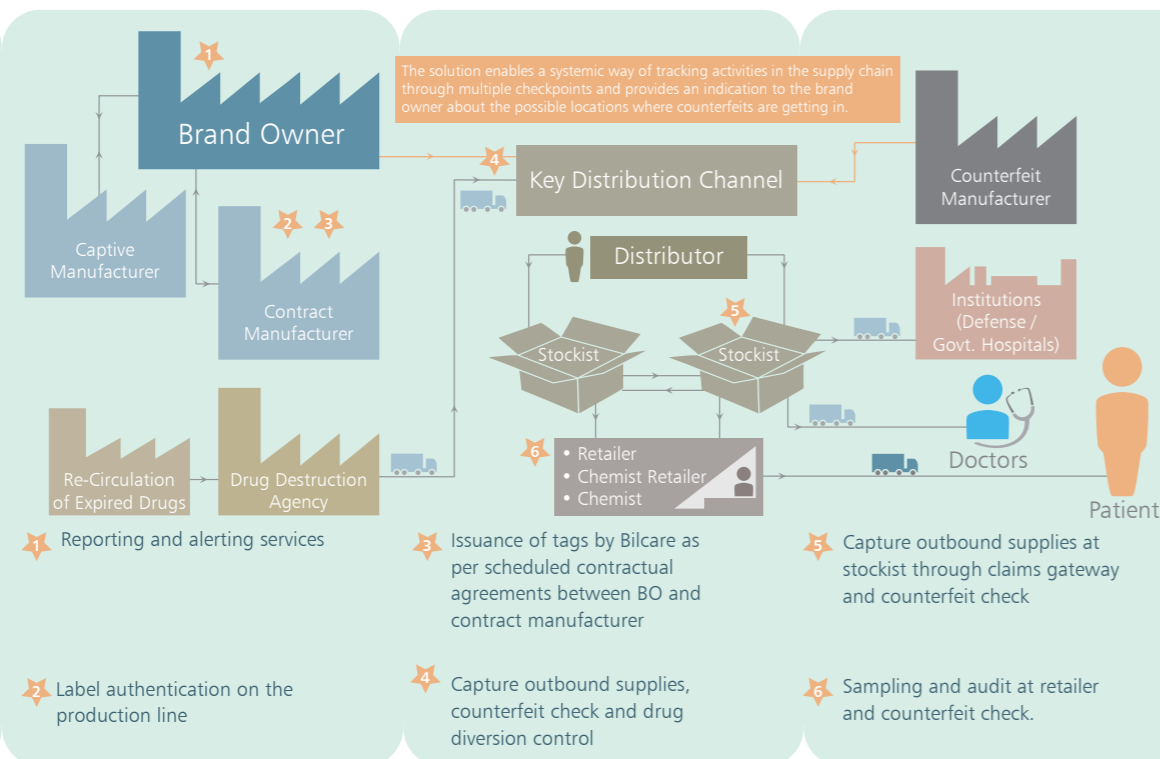 1
Brand Owner
The solution enables a systemic way of tracking activities in the supply chain
through multiple checkpoints and provides an indication to the brand
owner about the possible locations where counterfeits are getting in.
4
Key Distribution Channel
Counterfeit
Manufacturer
Captive
Manufacturer
2 3
Contract
Manufacturer
Distributor
5
Stockist
Stockist
Institutions
(Defense /
Govt. Hospitals)
Re-Circulation
of Expired Drugs
Drug Destruction
Agency
6
• Retailer
• Chemist Retailer
• Chemist
Doctors
Patient
1 Reporting and alerting services
2 Label authentication on the
production line
3 Issuance of tags by Bilcare as
per scheduled contractual
agreements between BO and
contract manufacturer
4 Capture outbound supplies,
counterfeit check and drug
diversion control
5 Capture outbound supplies at
stockist through claims gateway
and counterfeit check
6 Sampling and audit at retailer
and counterfeit check.